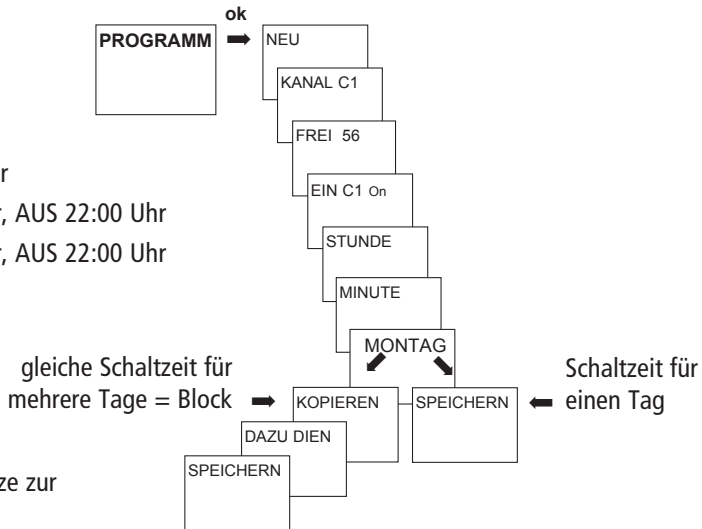 ok
PROGRAMM
NEU
KANAL C1
FREI 56
EIN C1 On
STUNDE
MINUTE
MONTAG
AUS 22:00 Uhr
AUS 22:00 Uhr
gleiche Schaltzeit für
mehrere Tage = Block
KOPIEREN
SPEICHERN
Schaltzeit für
einen Tag
DAZU DIEN
SPEICHERN
zur